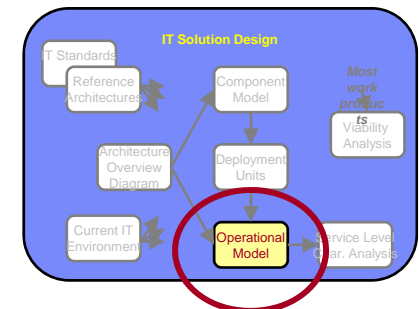 IT Solution Design
IT Standards
Reference
Architectures
Component
Model
Most
work
produc
ts
Viability
Analysis
Architecture
Overview
Diagram
Deployment
Units
Current IT
Environment
Operational
Model
Service Level
Char. Analysis